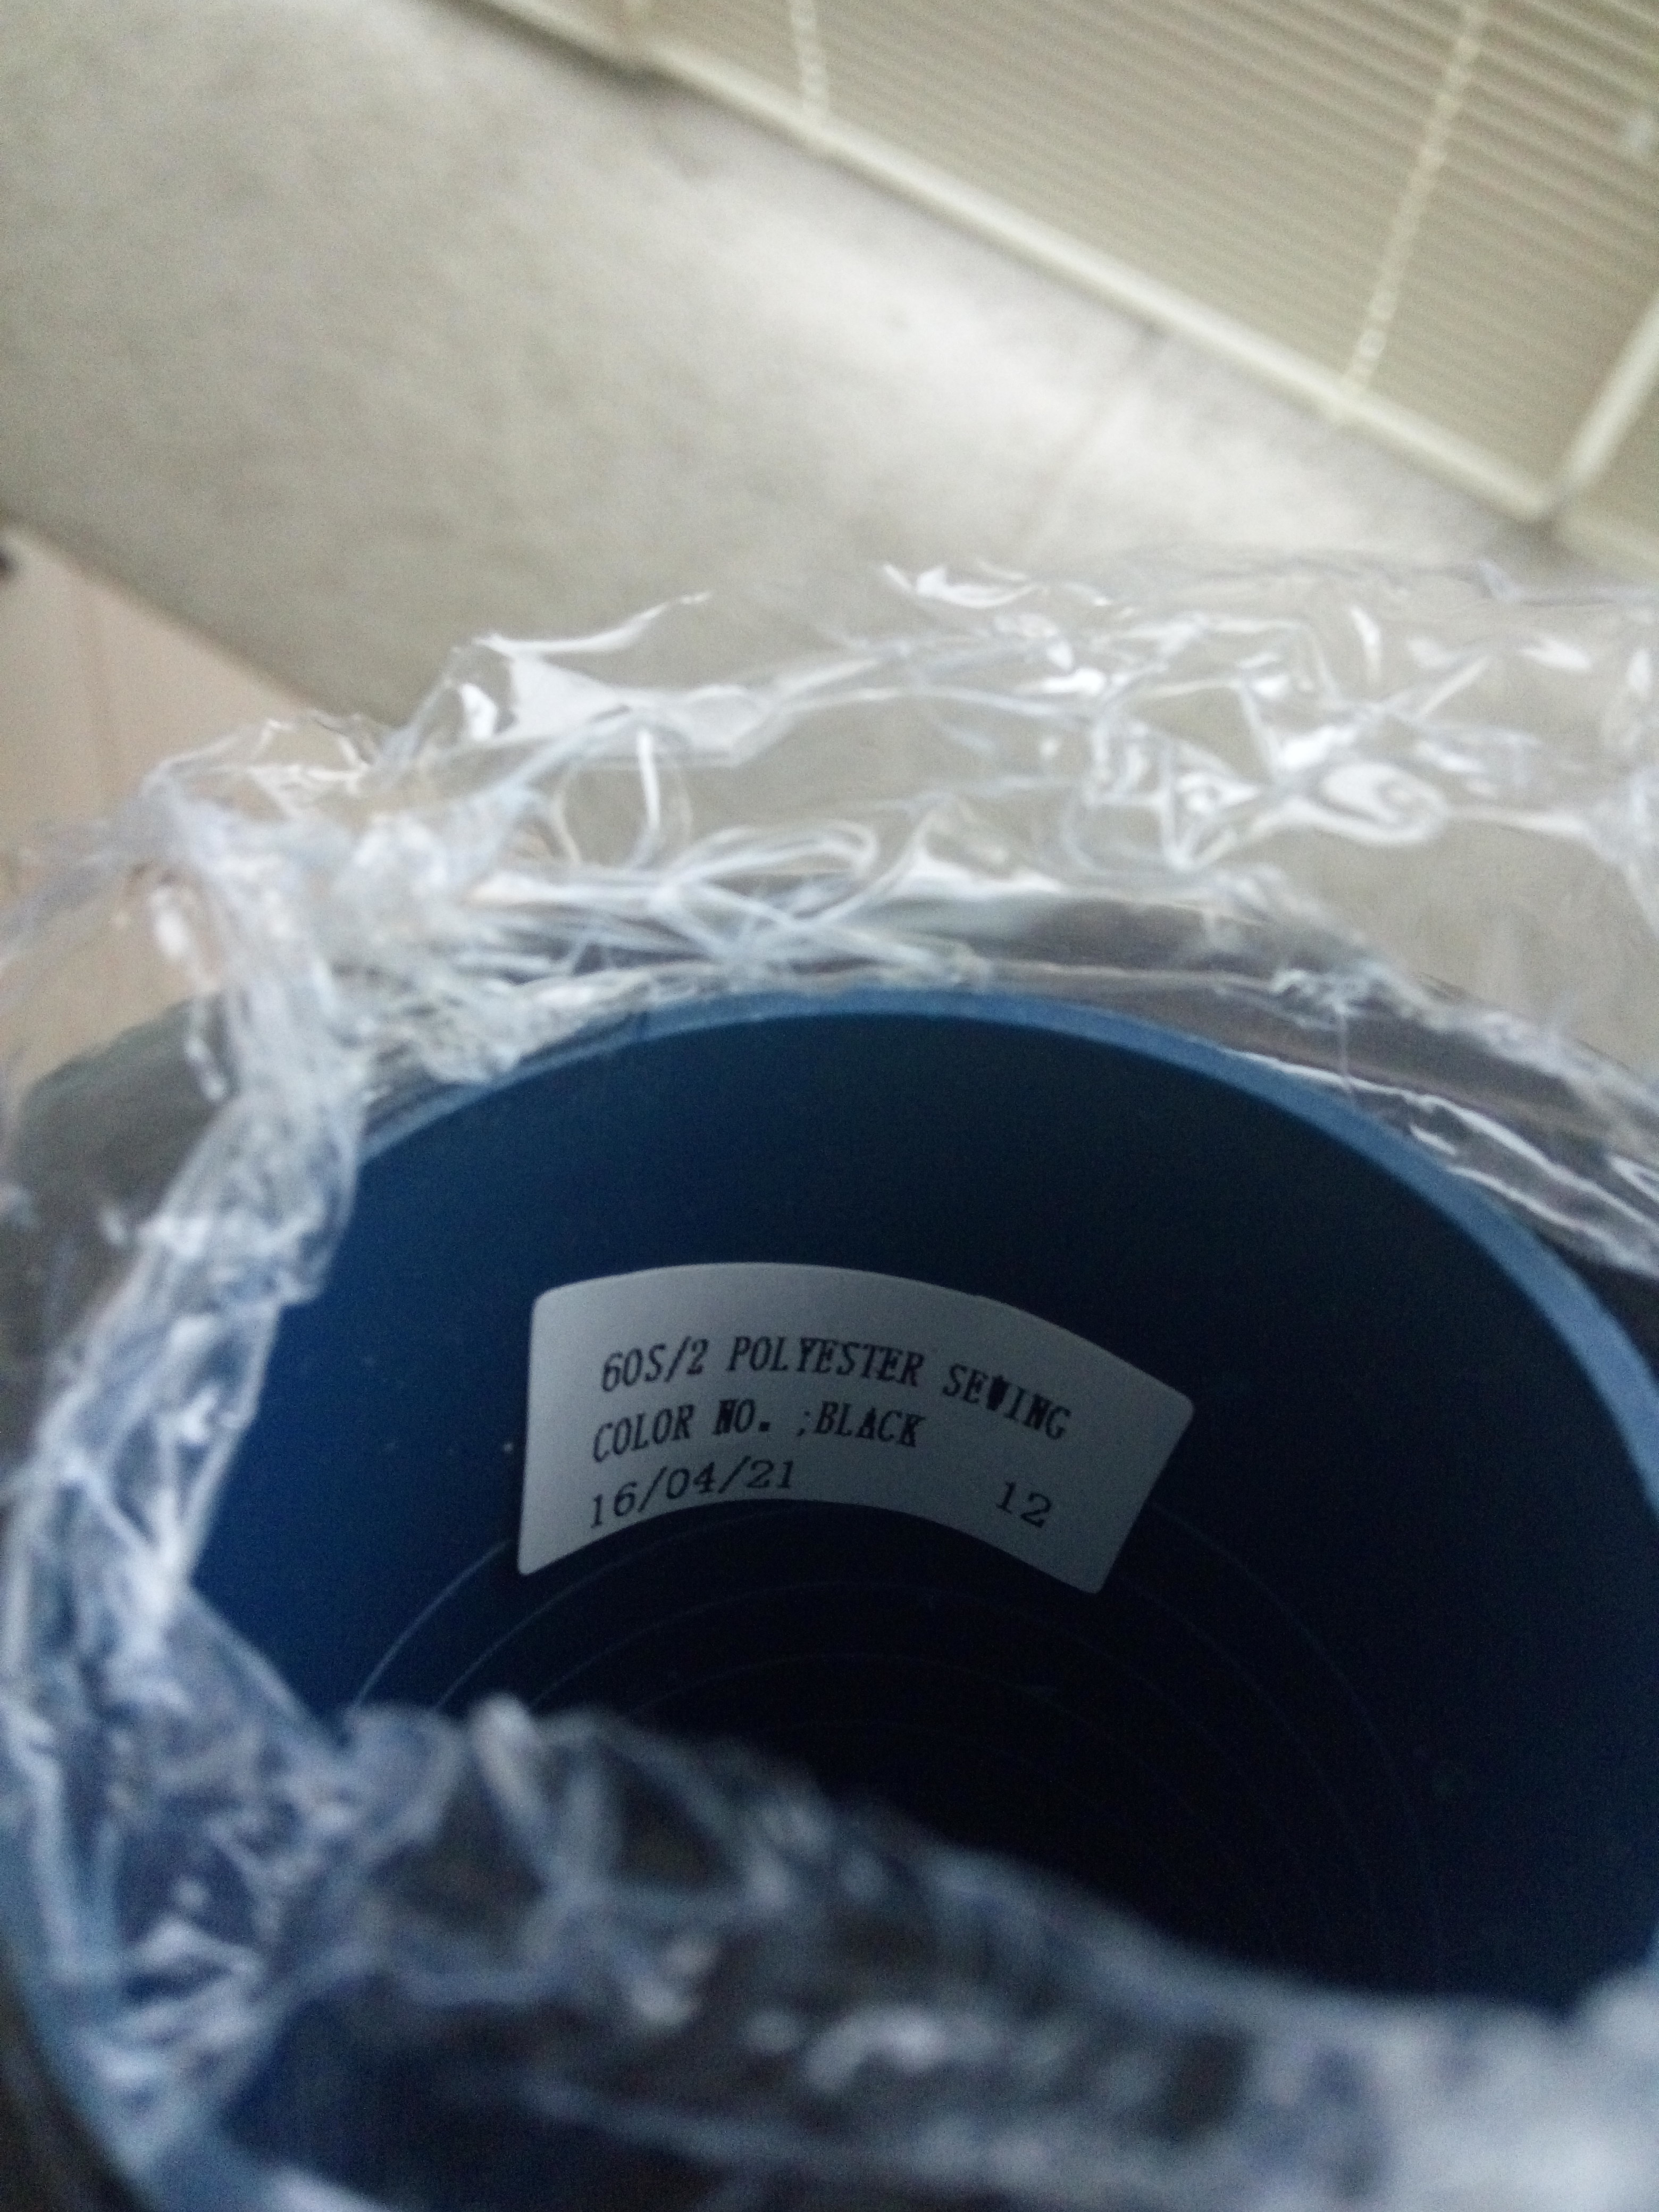 60S/2 POLYESTER SEWING
COLOR NO. ;BLACK
16/04/21 12